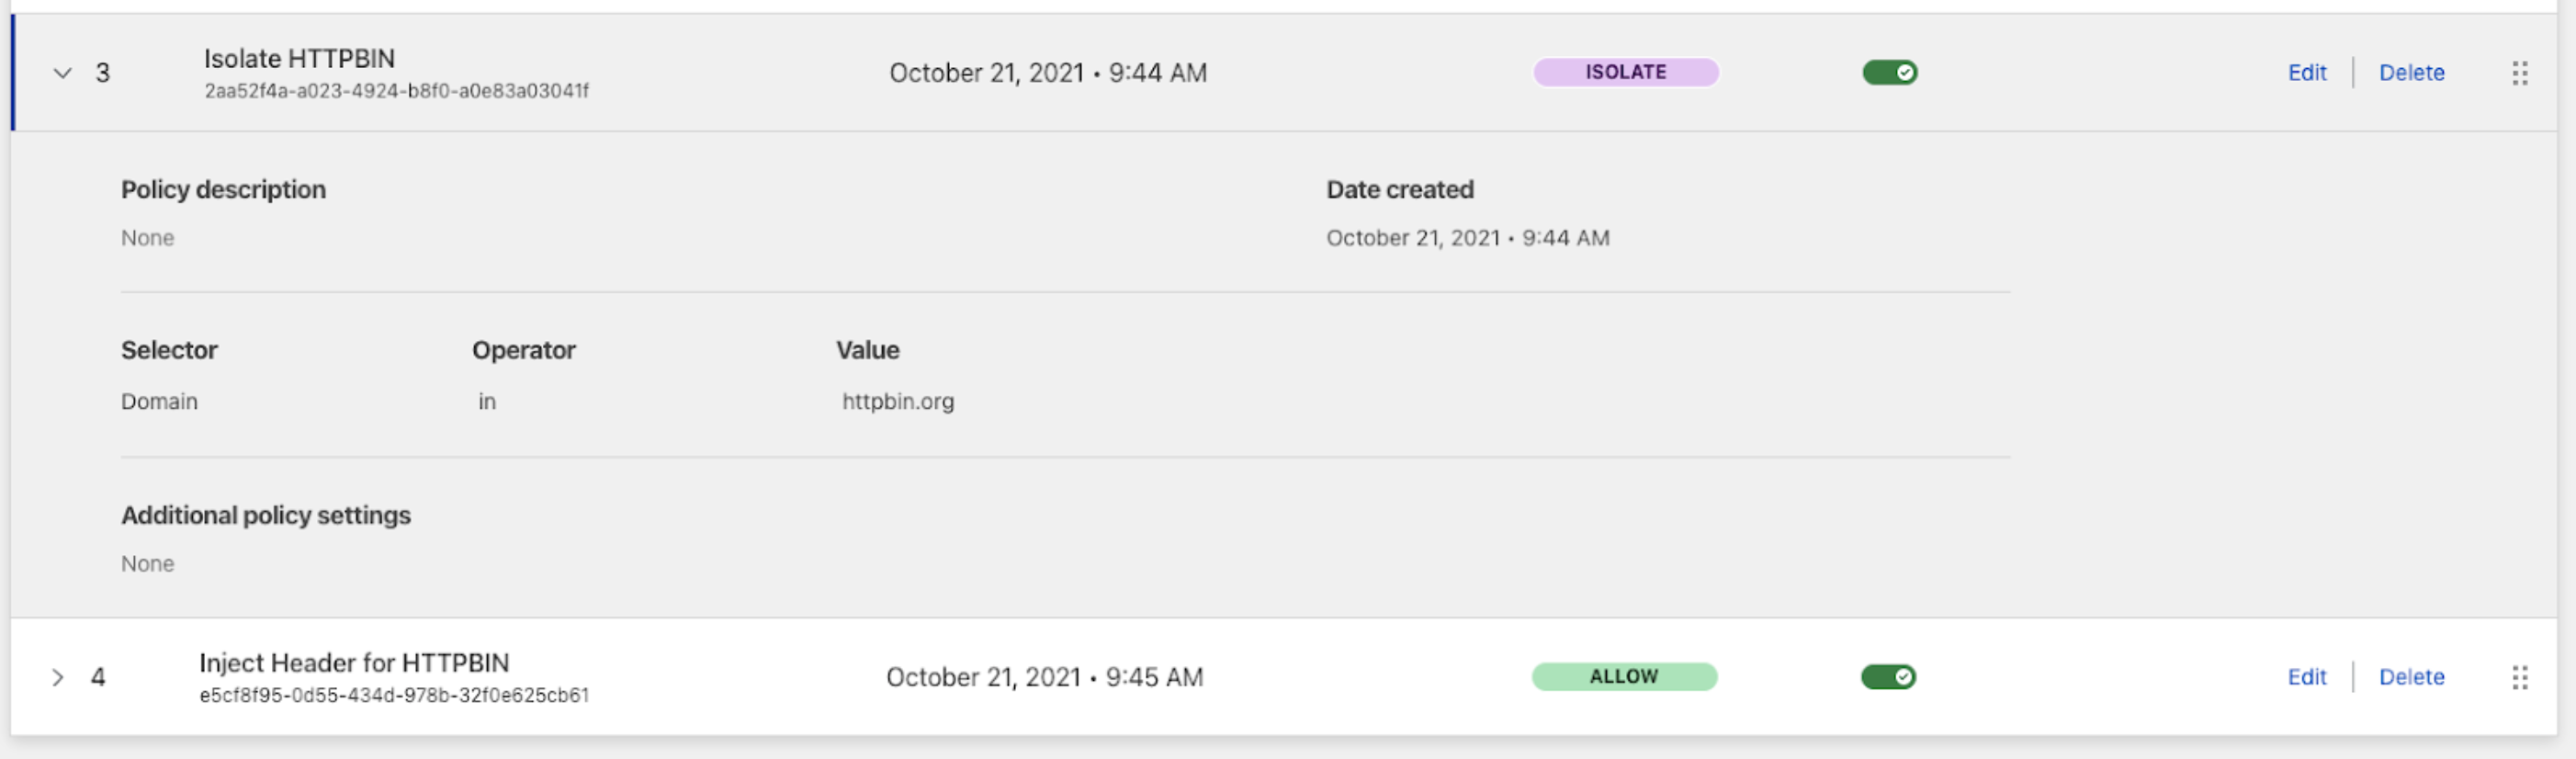 3 Isolate HTTPBIN October 21, 2021 • 9:44 AM ISOLATE Edit Delete
2aa52f4a-a023-4924-b8f0-a0e83a03041f
Policy description Date created
None October 21, 2021 • 9:44 AM
Selector Operator Value
Domain in httpbin.org
Additional policy settings
None
4 Inject Header for HTTPBIN October 21, 2021 • 9:45 AM ALLOW Edit Delete
e5cf8f95-0d55-434d-978b-32f0e625cb61